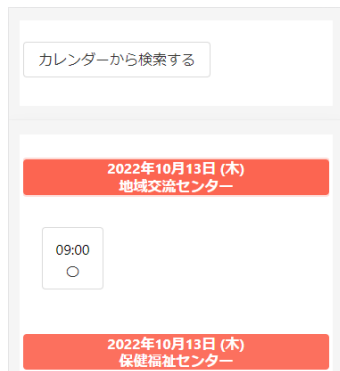 カレンダーから検索する
2022年10月13日 (木)
地域交流センター
09:00
○
2022年10月13日 (木)
保健福祉センター